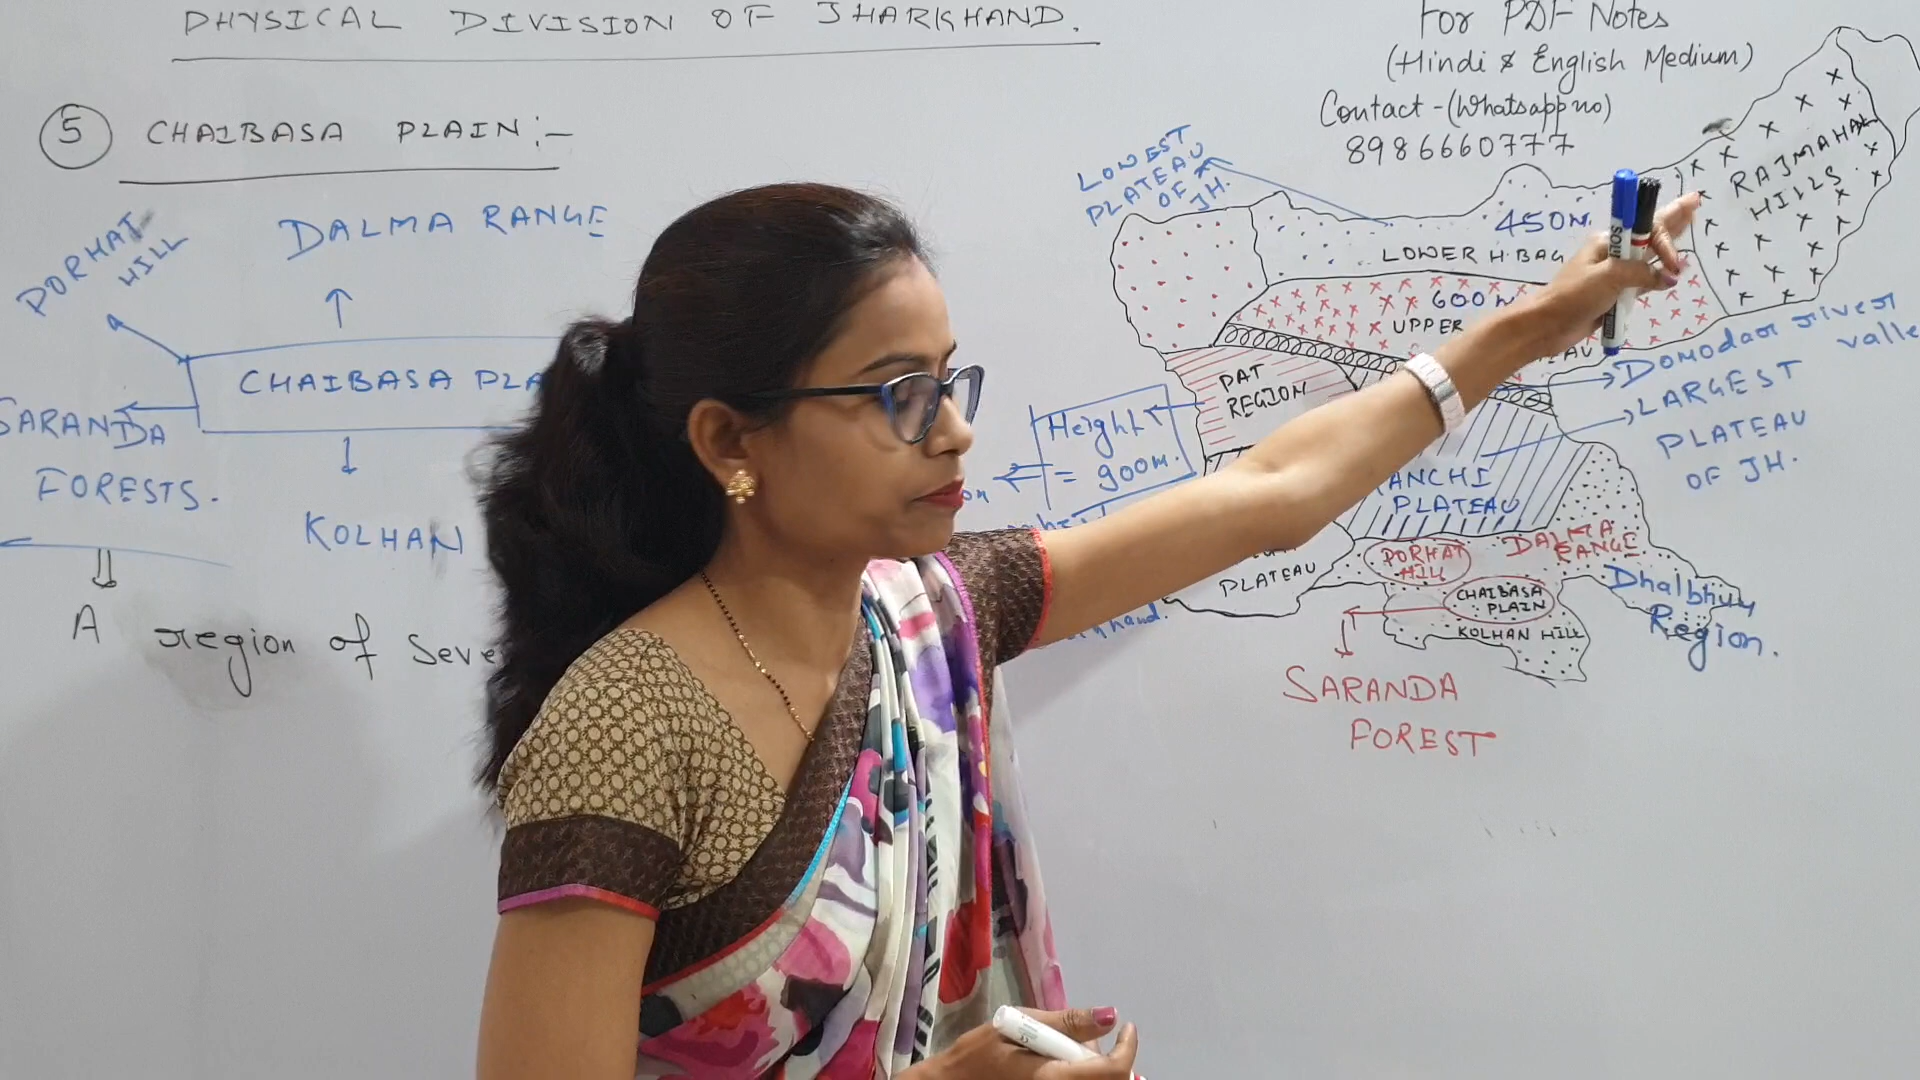 PHYSICAL DIVISION OF JHARKHAND.
5 CHAIBASA PLAIN:-
PORHAT
HILL
DALMA RANGE
CHAIBASA
SARANDA
FORESTS.
KOLHAN
A region of
For PDF Notes
(Hindi & English Medium)
Contact-(Whatsapp no)
8986660777
LOWEST
PLATEAU
OF
JH.
450M.
LOWER H.BAG
600
UPPER
RAJMAHAL
HILLS
PAT
REGION
Height
= 900m.
Domodar river
LARGEST
PLATEAU
OF JH.
PLATEAU
PLATEAU
PORHAT
HILL
DALMA
RANGE
CHAIBASA
PLAIN
KOLHAN HILL
Dhalbhum
Region.
SARANDA
FOREST